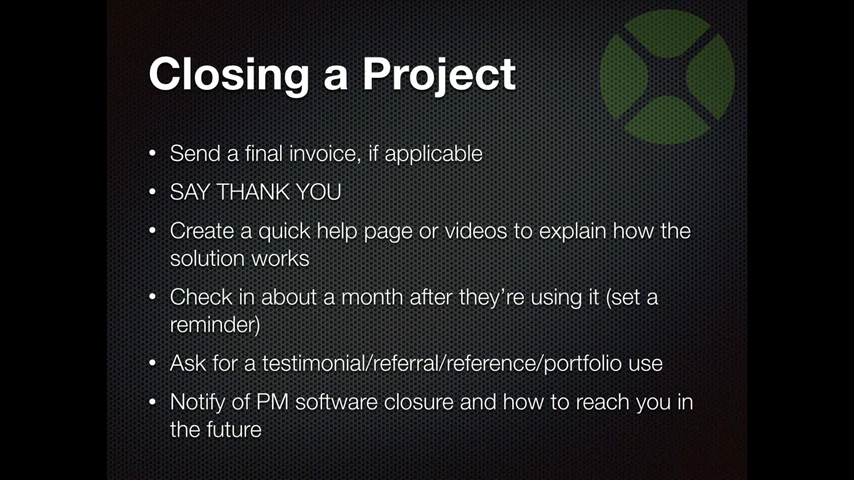 Closing a Project
• Send a final invoice, if applicable
• SAY THANK YOU
• Create a quick help page or videos to explain how the
solution works
• Check in about a month after they’re using it (set a
reminder)
• Ask for a testimonial/referral/reference/portfolio use
• Notify of PM software closure and how to reach you in
the future